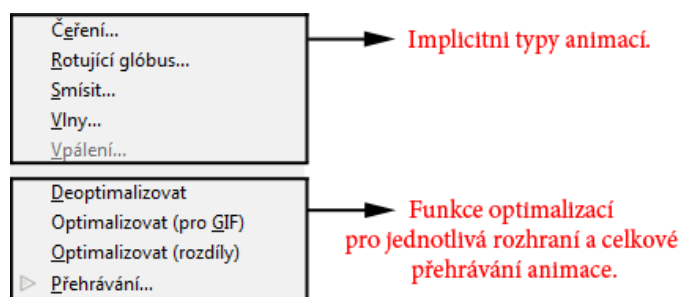 Čeření...
Rotující glóbus...
Smísit...
Vlny...
Vpálení...
Implicitni typy animací.
Deoptimalizovat
Optimalizovat (pro GIF)
Optimalizovat (rozdíly)
Přehrávání...
Funkce optimalizací
pro jednotlivá rozhraní a celkové
přehrávání animace.